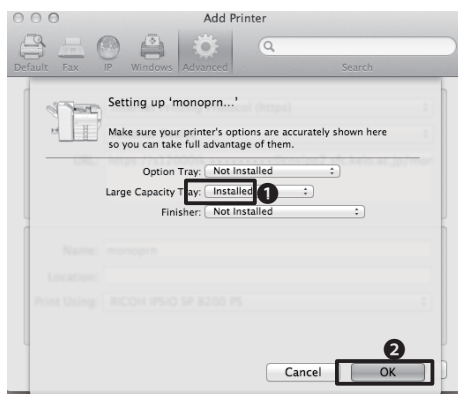 Add Printer
Default Fax IP Windows Advanced Search
Setting up 'monoprn...'
Make sure your printer's options are accurately shown here
so you can take full advantage of them.
Option Tray: Not Installed
Large Capacity Tray: Installed ❶
Finisher: Not Installed
Name: monoprn
Location:
Print Using: RICOH IPSiO SP 8200 PS
❷
Cancel OK